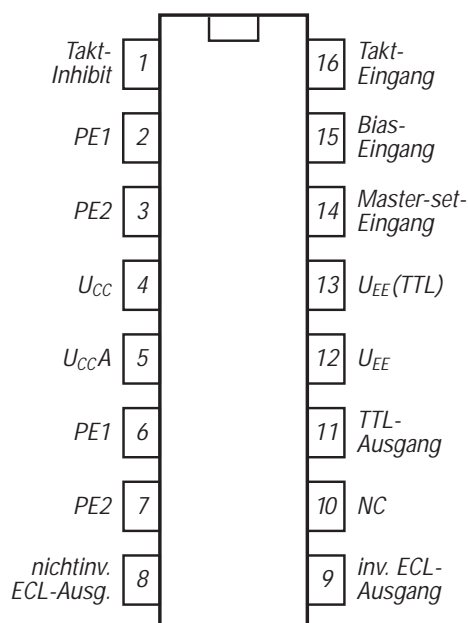 Takt-
Inhibit
1
16
Takt-
Eingang
PE1
2
15
Bias-
Eingang
PE2
3
14
Master-set-
Eingang
UCC
4
13
UEE(TTL)
UCCA
5
12
UEE
PE1
6
11
TTL-
Ausgang
PE2
7
10
NC
nichtinv.
ECL-Ausg.
8
9
inv. ECL-
Ausgang